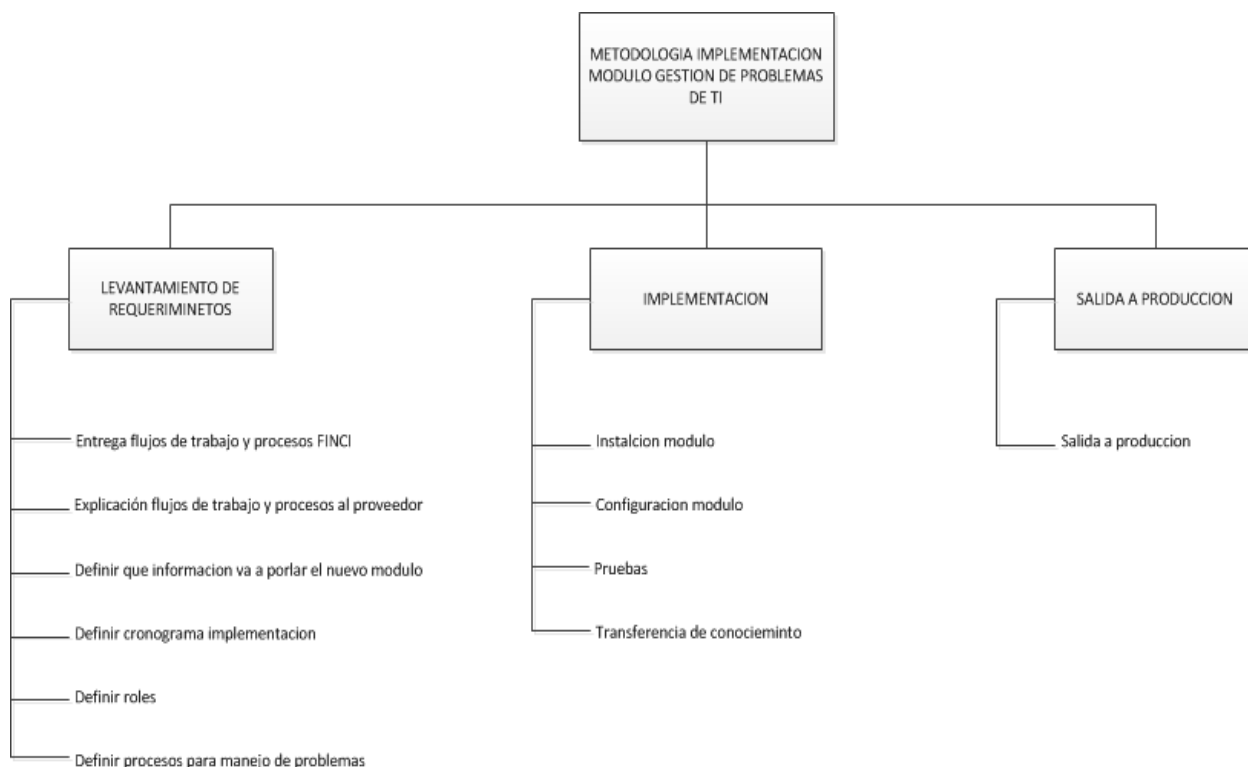 METODOLOGIA IMPLEMENTACION
MODULO GESTION DE PROBLEMAS
DE TI
LEVANTAMIENTO DE
REQUERIMINETOS
IMPLEMENTACION
SALIDA A PRODUCCION
Entrega flujos de trabajo y procesos FINCI
Explicación flujos de trabajo y procesos al proveedor
Definir que informacion va a porlar el nuevo modulo
Definir cronograma implementacion
Definir roles
Definir procesos para manejo de problemas
Instalcion modulo
Configuracion modulo
Pruebas
Transferencia de conocieminto
Salida a produccion